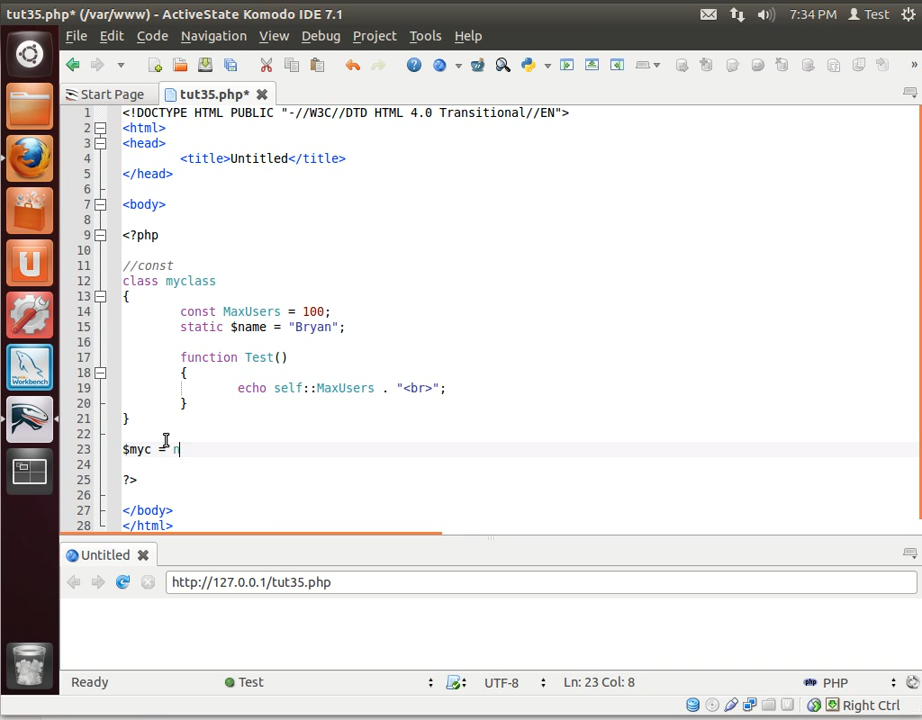 tut35.php* (/var/www) - ActiveState Komodo IDE 7.1
7:34 PM
Test
File Edit Code Navigation View Debug Project Tools Help
Start Page
tut35.php*
1 <!DOCTYPE HTML PUBLIC "-//W3C//DTD HTML 4.0 Transitional//EN">
2 <html>
3 <head>
4 <title>Untitled</title>
5 </head>
6
7 <body>
8
9 <?php
10
11 //const
12 class myclass
13 {
14 const MaxUsers = 100;
15 static $name = "Bryan";
16
17 function Test()
18 {
19 echo self::MaxUsers . "<br>";
20 }
21 }
22
23 $myc = n
24
25 ?>
26
27 </body>
28 </html>
MySQL
Workbench
Untitled
http://127.0.0.1/tut35.php
Ready
Test
UTF-8
Ln: 23 Col: 8
php PHP
Right Ctrl